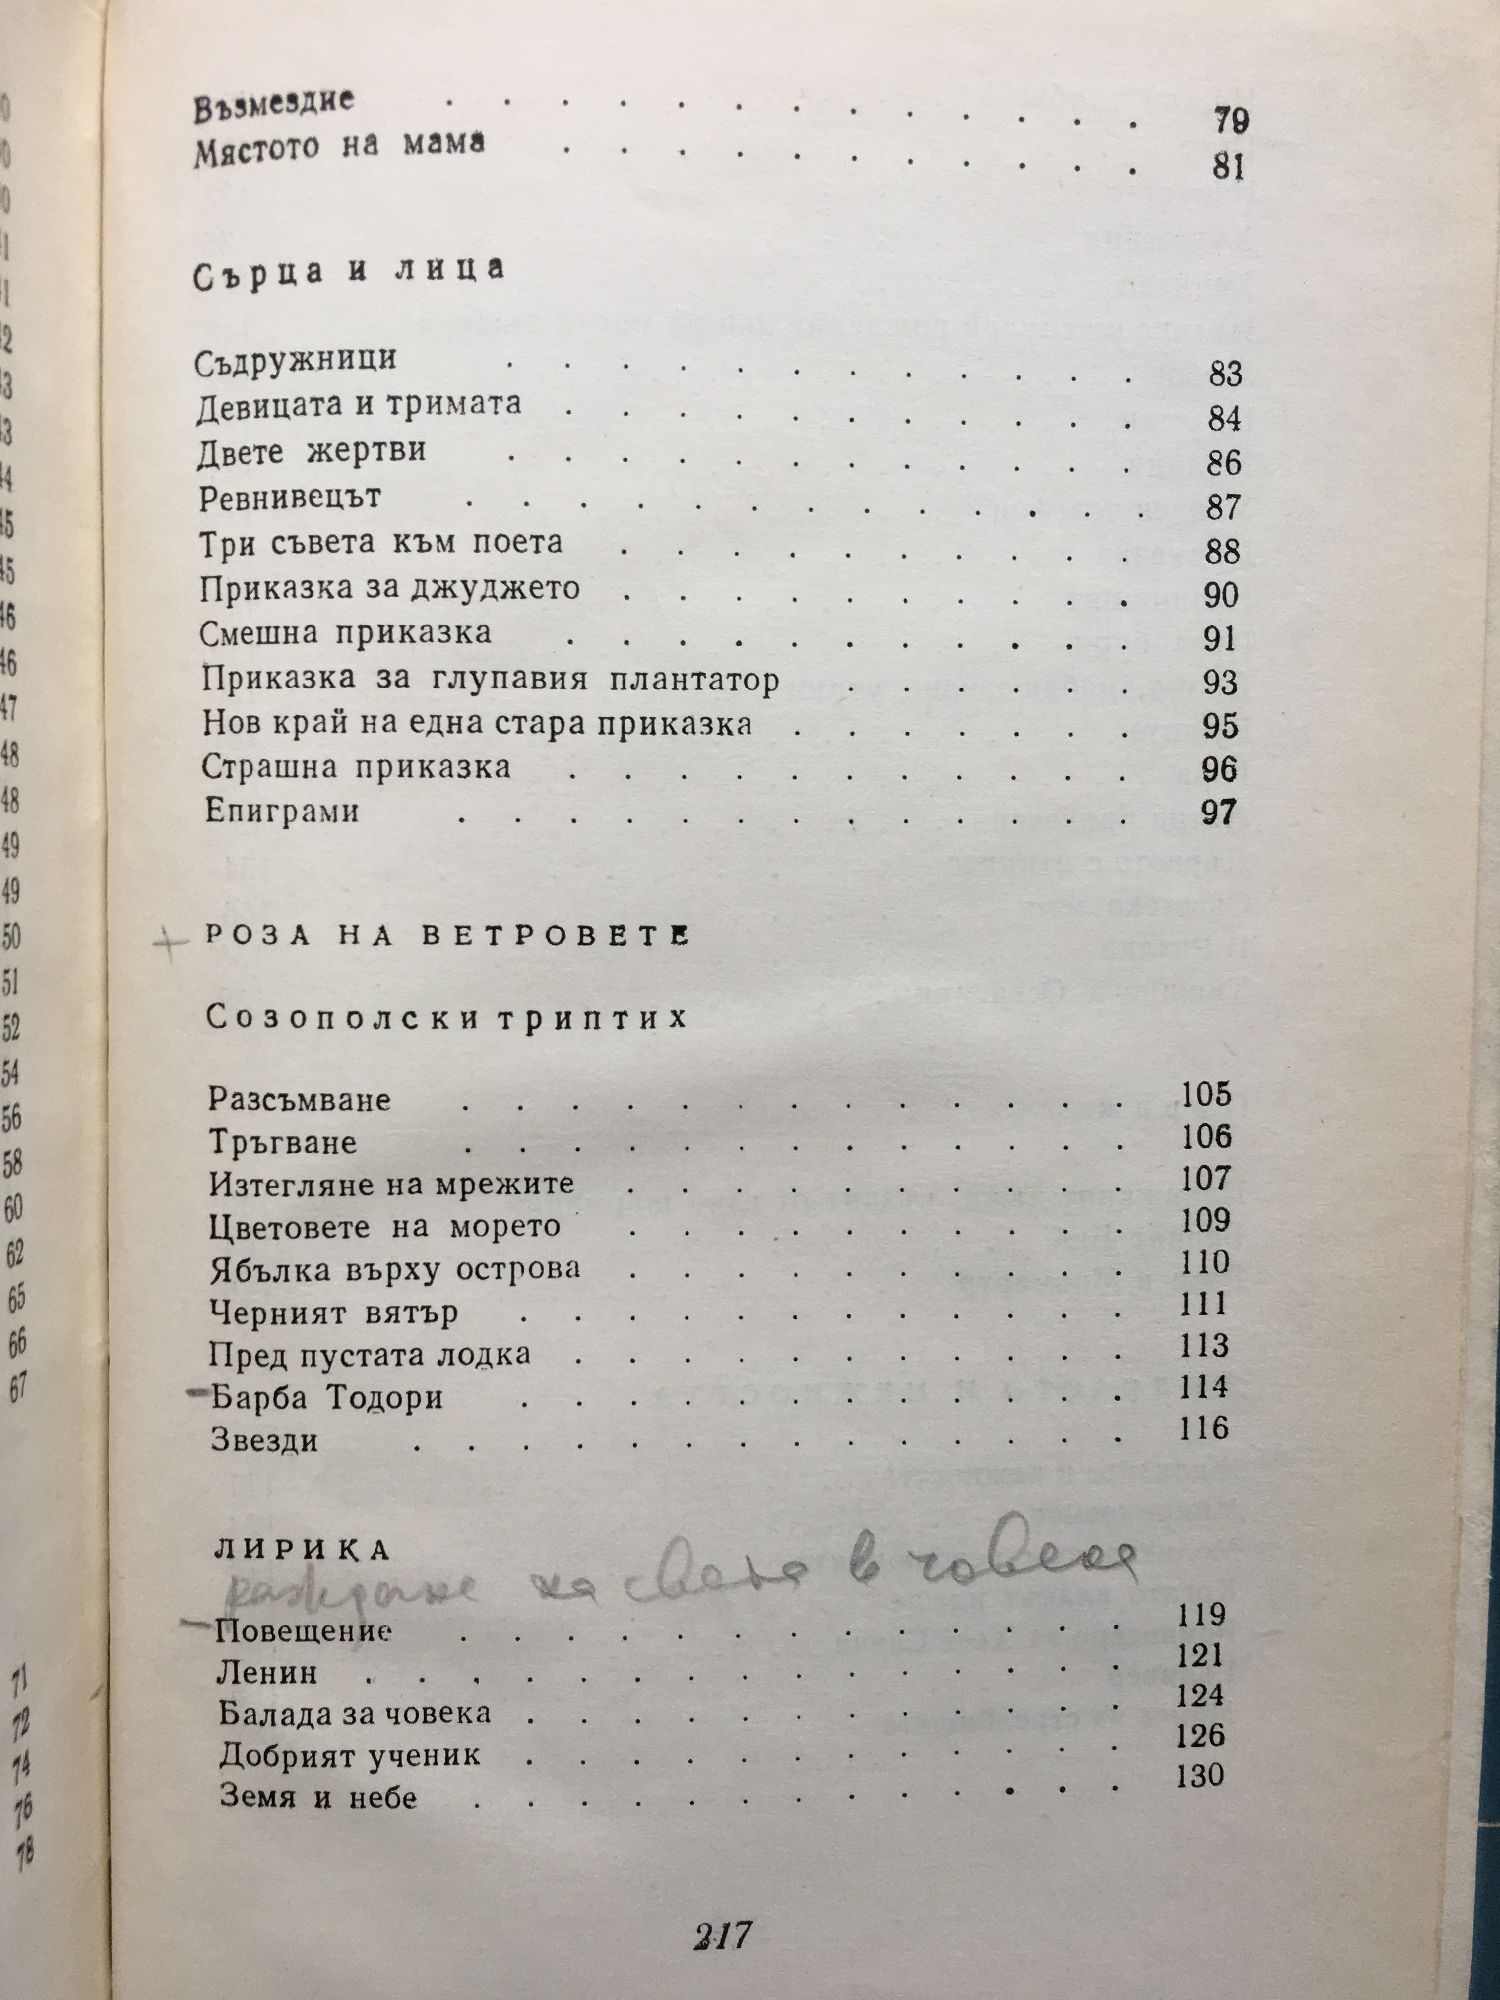 Възмездие . . . . . . . . . . . . . 79
Мястото на мама . . . . . . . . . . . 81
Сърца и лица
Съдружници . . . . . . . . . . . . 83
Девицата и тримата . . . . . . . . . . . 84
Двете жертви . . . . . . . . . . . . 86
Ревнивецът . . . . . . . . . . . . . 87
Три съвета към поета . . . . . . . . . . 88
Приказка за джуджето . . . . . . . . . . 90
Смешна приказка . . . . . . . . . . . 91
Приказка за глупавия плантатор . . . . . . 93
Нов край на една стара приказка . . . . . . . 95
Страшна приказка . . . . . . . . . . . 96
Епиграми . . . . . . . . . . . . . 97
+ РОЗА НА ВЕТРОВЕТЕ
Созополски триптих
Разсъмване . . . . . . . . . . . . . 105
Тръгване . . . . . . . . . . . . . 106
Изтегляне на мрежите . . . . . . . . . . 107
Цветовете на морето . . . . . . . . . . 109
Ябълка върху острова . . . . . . . . . . 110
Черният вятър . . . . . . . . . . . . 111
Пред пустата лодка . . . . . . . . . . . 113
-Барба Тодори . . . . . . . . . . . . 114
Звезди . . . . . . . . . . . . . . 116
ЛИРИКА
раждане на света в човека
-Повещение . . . . . . . . . . . . . 119
Ленин . . . . . . . . . . . . . . . 121
Балада за човека . . . . . . . . . . . . 124
Добрият ученик . . . . . . . . . . . . 126
Земя и небе . . . . . . . . . . . . . 130
217